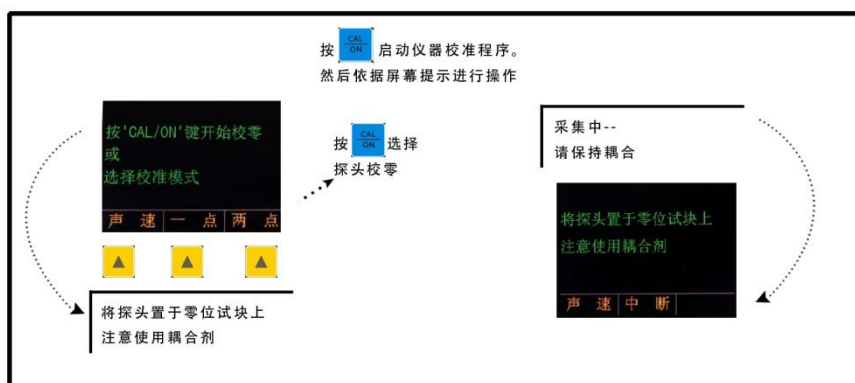 按 CAL/ON 启动仪器校准程序。
然后依据屏幕提示进行操作
按'CAL/ON'键开始校零
或
选择校准模式
声 速 一 点 两 点
将探头置于零位试块上
注意使用耦合剂
按 CAL/ON 选择
探头校零
采集中--
请保持耦合
将探头置于零位试块上
注意使用耦合剂
声 速 中 断